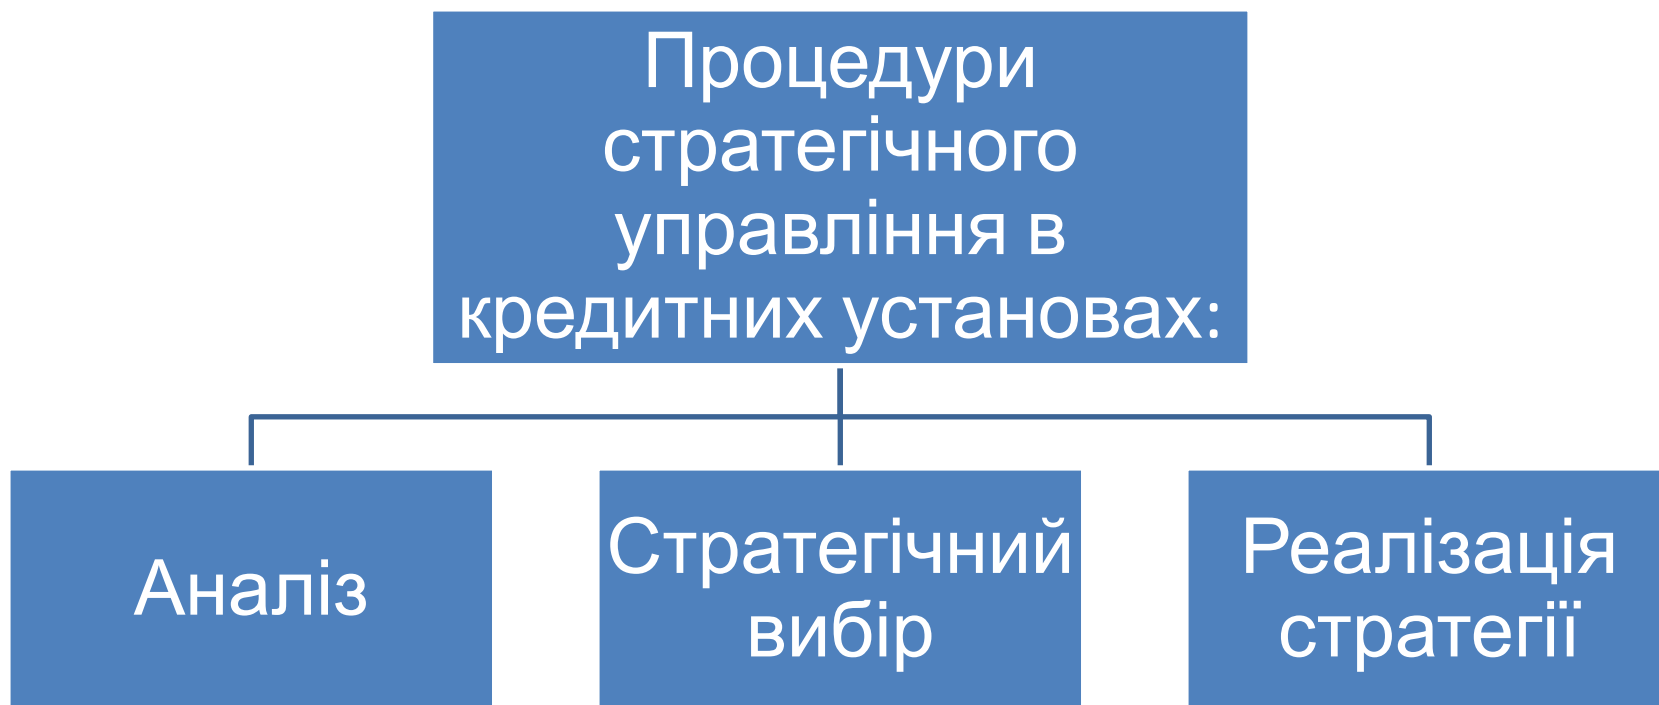 Процедури
стратегічного
управління в
кредитних установах:
Аналіз
Стратегічний
вибір
Реалізація
стратегії